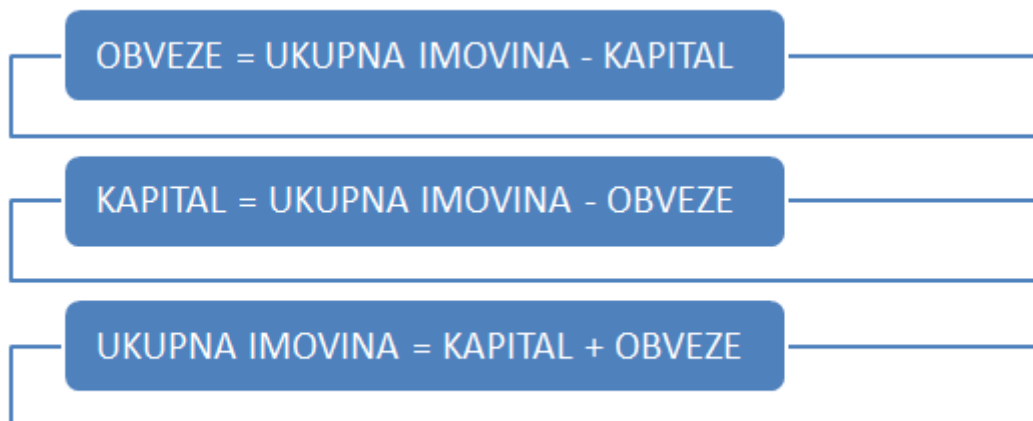 OBVEZE = UKUPNA IMOVINA - KAPITAL
KAPITAL = UKUPNA IMOVINA - OBVEZE
UKUPNA IMOVINA = KAPITAL + OBVEZE